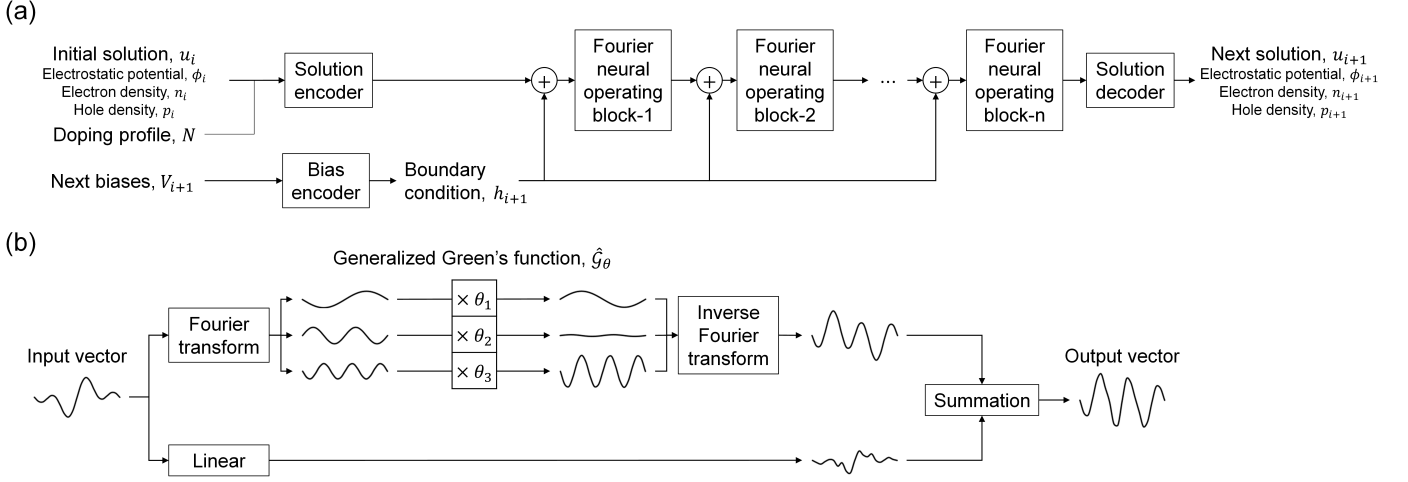 (a)
Initial solution, u_i
Electrostatic potential, ϕ_i
Electron density, n_i
Hole density, p_i
Doping profile, N
Solution
encoder
+
Fourier
neural
operating
block-1
+
Fourier
neural
operating
block-2
...
+
Fourier
neural
operating
block-n
Solution
decoder
Next solution, u_{i+1}
Electrostatic potential, ϕ_{i+1}
Electron density, n_{i+1}
Hole density, p_{i+1}
Next biases, V_{i+1}
Bias
encoder
Boundary
condition, h_{i+1}
(b)
Generalized Green's function, 𝒢̂_θ
Input vector
Fourier
transform
× θ_1
× θ_2
× θ_3
Inverse
Fourier
transform
Linear
Summation
Output vector